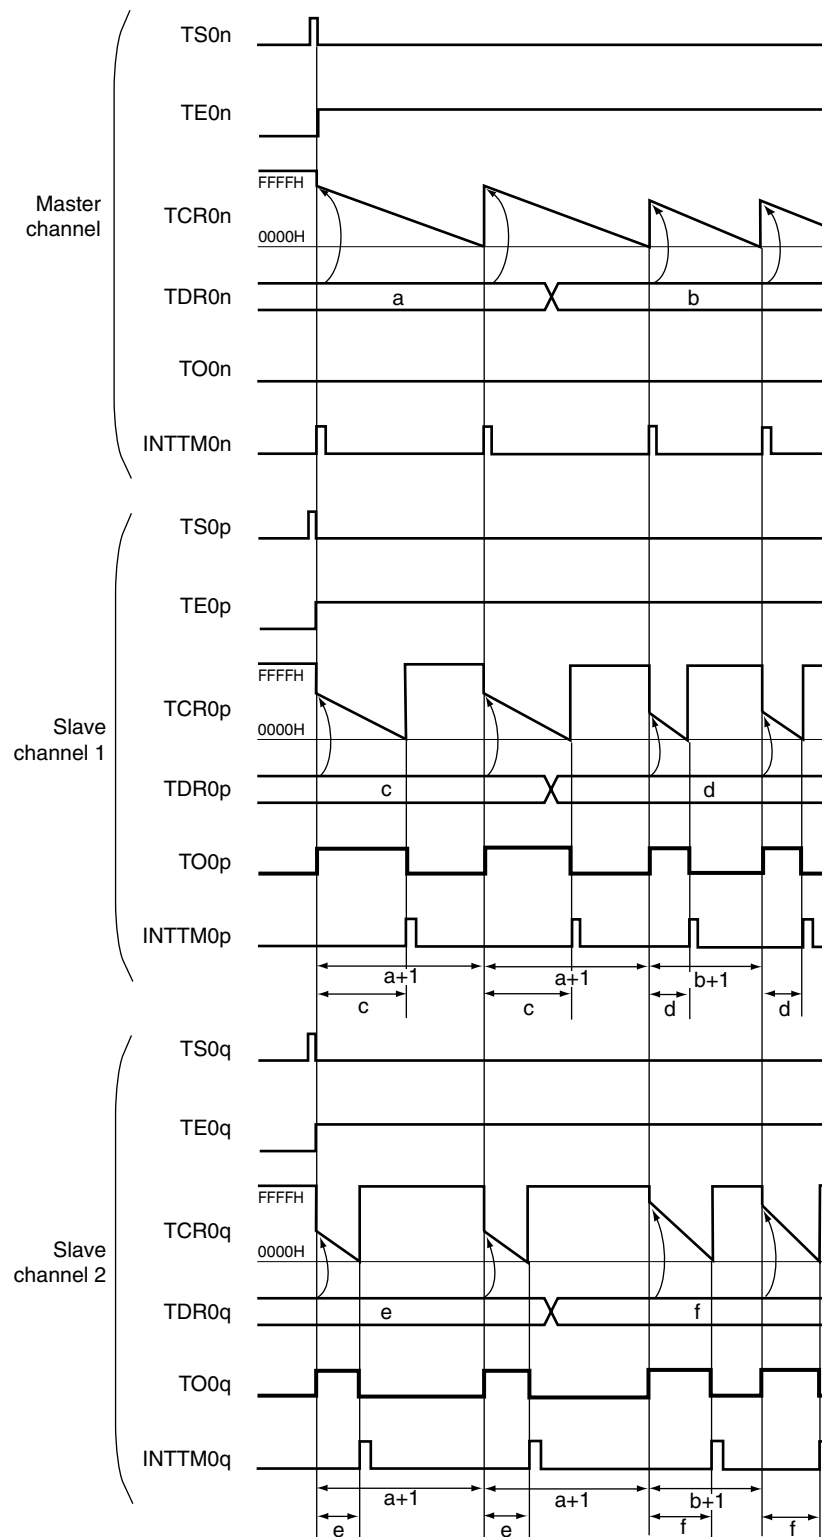 TS0n
TE0n
Master
channel
FFFFH
TCR0n
0000H
TDR0n
a
b
TO0n
INTTM0n
TS0p
TE0p
FFFFH
TCR0p
0000H
Slave
channel 1
TDR0p
c
d
TO0p
INTTM0p
a+1
a+1
b+1
c
c
d
d
TS0q
TE0q
FFFFH
TCR0q
0000H
Slave
channel 2
TDR0q
e
f
TO0q
INTTM0q
a+1
a+1
b+1
e
e
f
f